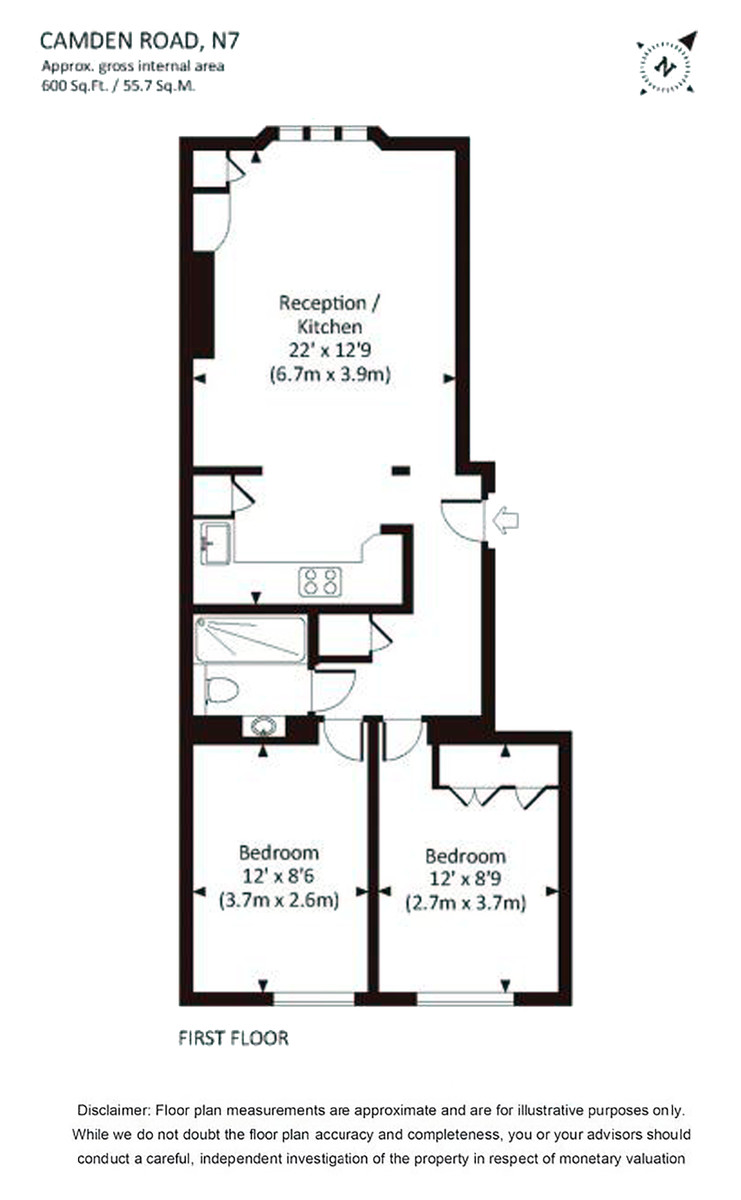 CAMDEN ROAD, N7
Approx. gross internal area
600 Sq.Ft. / 55.7 Sq.M.
N
Reception /
Kitchen
22' x 12'9
(6.7m x 3.9m)
Bedroom
12' x 8'6
(3.7m x 2.6m)
Bedroom
12' x 8'9
(2.7m x 3.7m)
FIRST FLOOR
Disclaimer: Floor plan measurements are approximate and are for illustrative purposes only.
While we do not doubt the floor plan accuracy and completeness, you or your advisors should
conduct a careful, independent investigation of the property in respect of monetary valuation